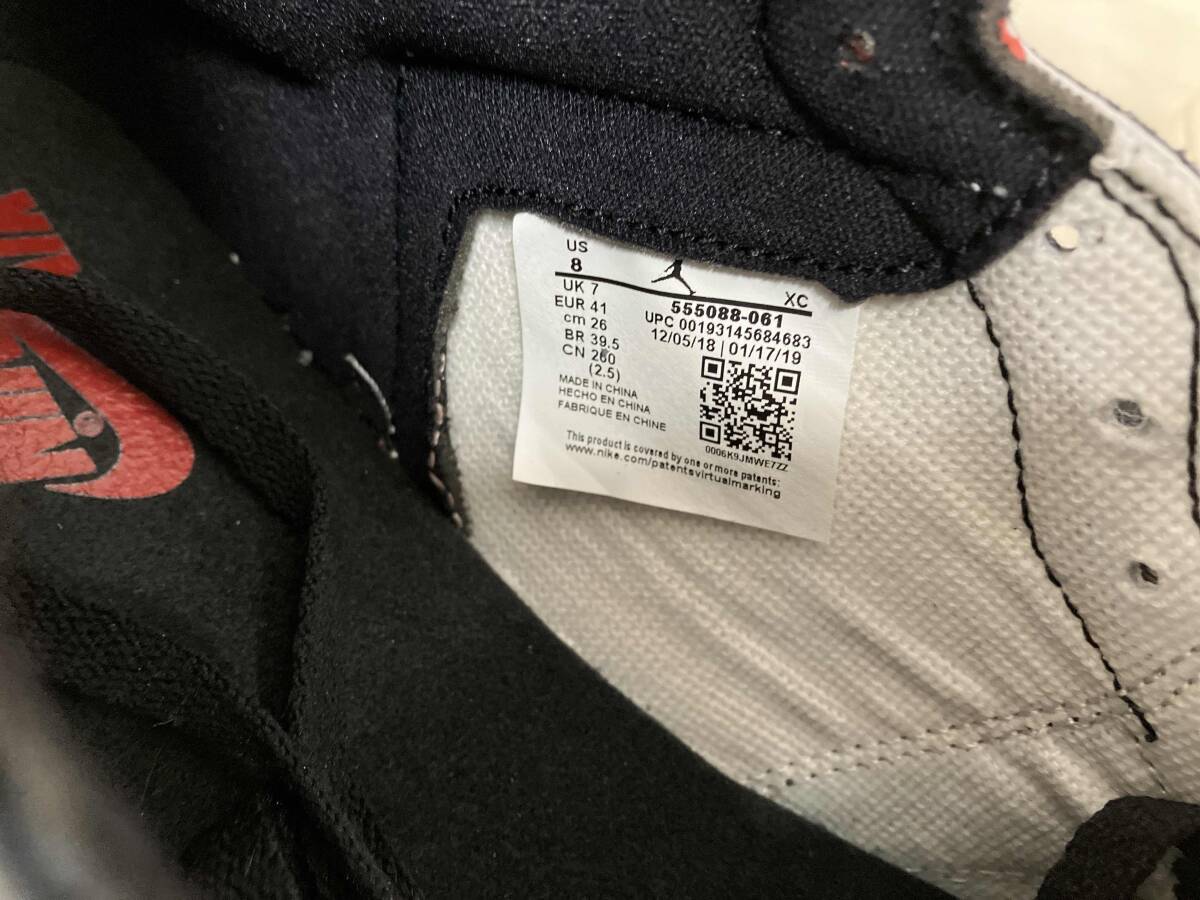 US
8
XC
UK 7
EUR 41
cm 26
BR 39.5
CN 260
(2.5)
555088-061
UPC 00193145684683
12/05/18 | 01/17/19
MADE IN CHINA
HECHO EN CHINA
FABRIQUE EN CHINE
0006K9JMWE7ZZ
This product is covered by one or more patents:
www.nike.com/patentsvirtualmarking